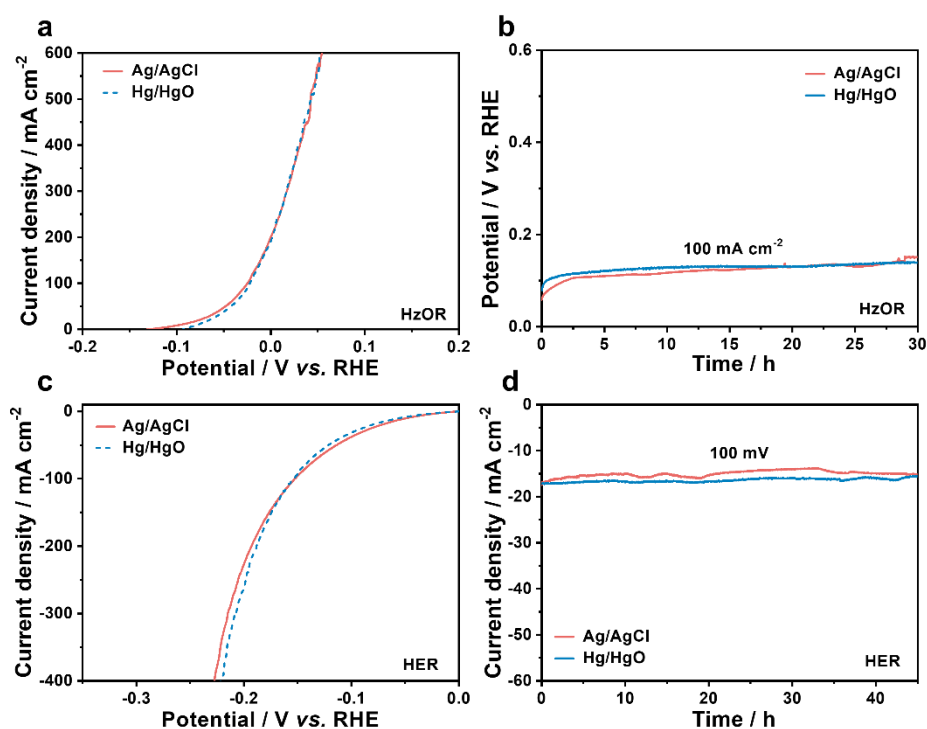 a
600
500
400
300
200
100
0
Current density / mA cm⁻²
Ag/AgCl
Hg/HgO
HzOR
-0.2
-0.1
0.0
0.1
0.2
Potential / V vs. RHE
b
0.6
0.4
0.2
0.0
Potential / V vs. RHE
Ag/AgCl
Hg/HgO
100 mA cm⁻²
HzOR
0
5
10
15
20
25
30
Time / h
c
0
-100
-200
-300
-400
Current density / mA cm⁻²
Ag/AgCl
Hg/HgO
HER
-0.3
-0.2
-0.1
0.0
Potential / V vs. RHE
d
0
-10
-20
-30
-40
-50
-60
Current density / mA cm⁻²
100 mV
Ag/AgCl
Hg/HgO
HER
0
10
20
30
40
Time / h